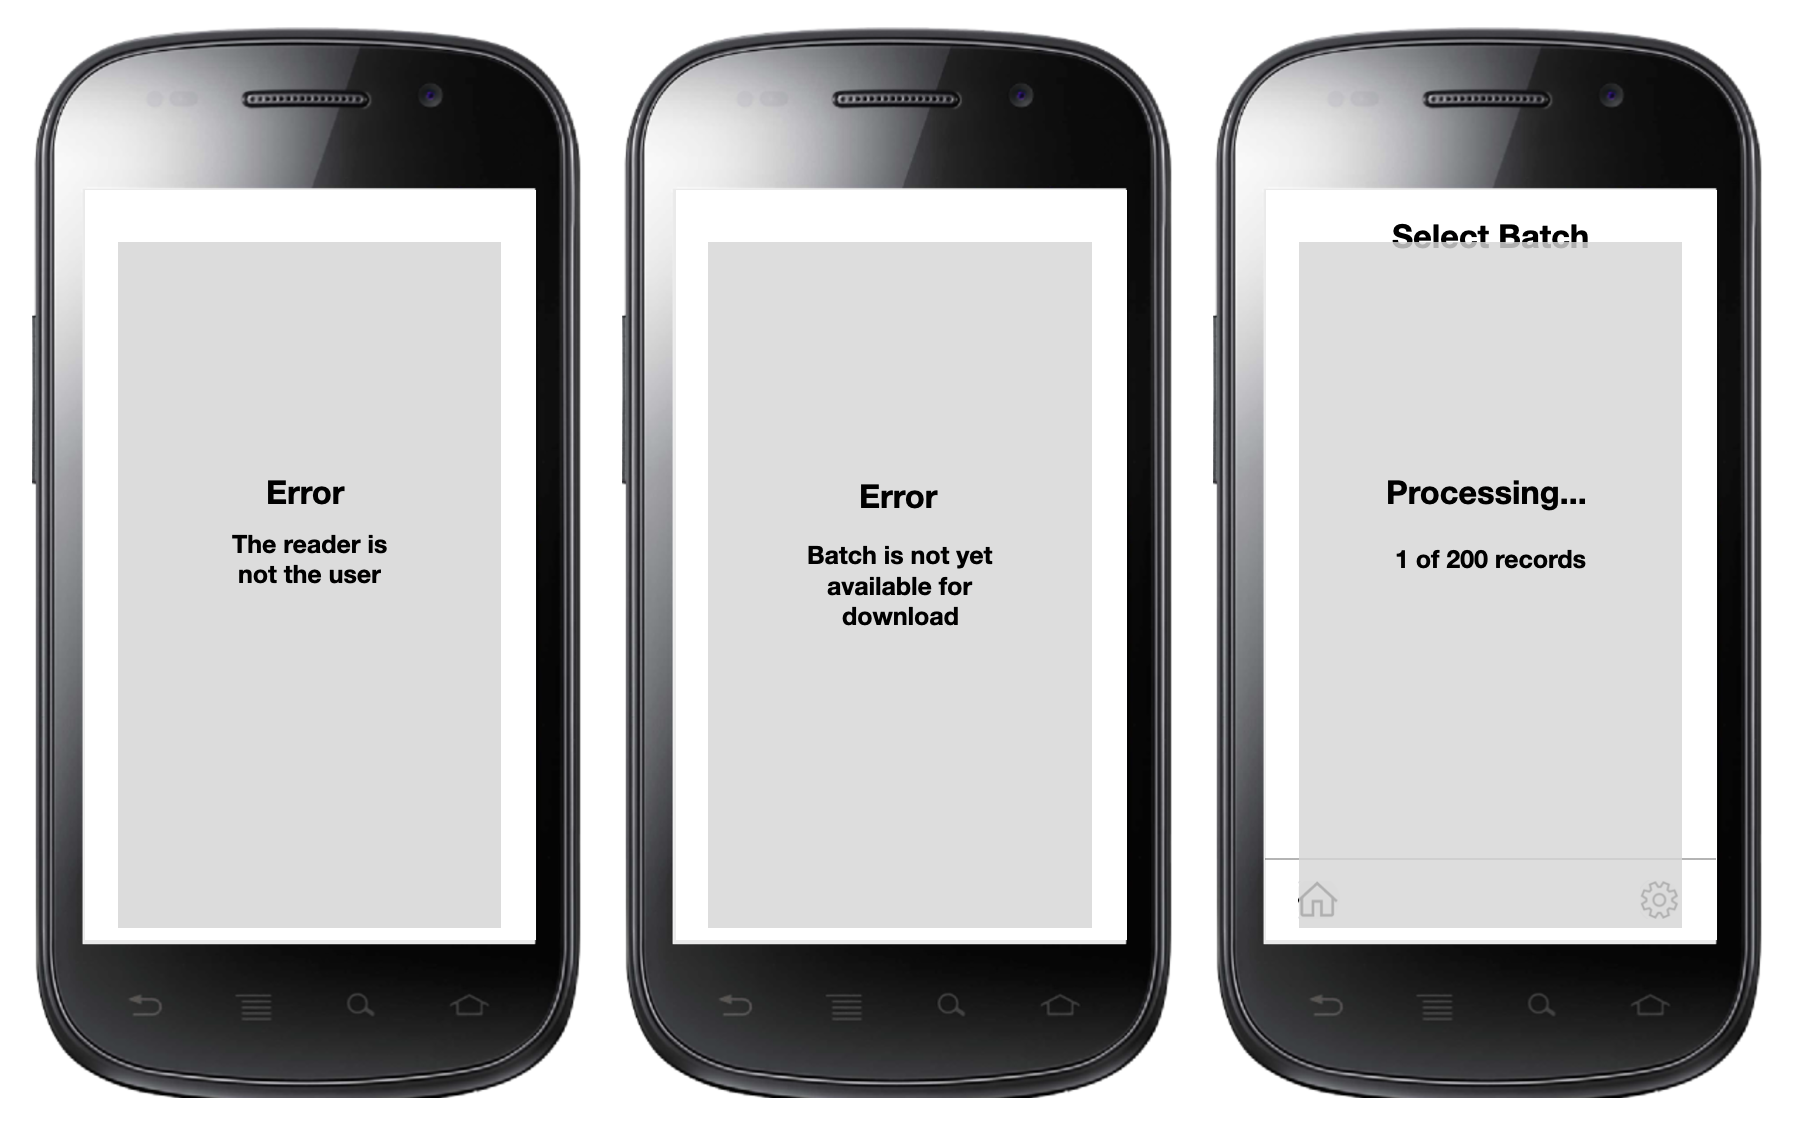 Error
The reader is
not the user
Error
Batch is not yet
available for
download
Select Batch
Processing...
1 of 200 records